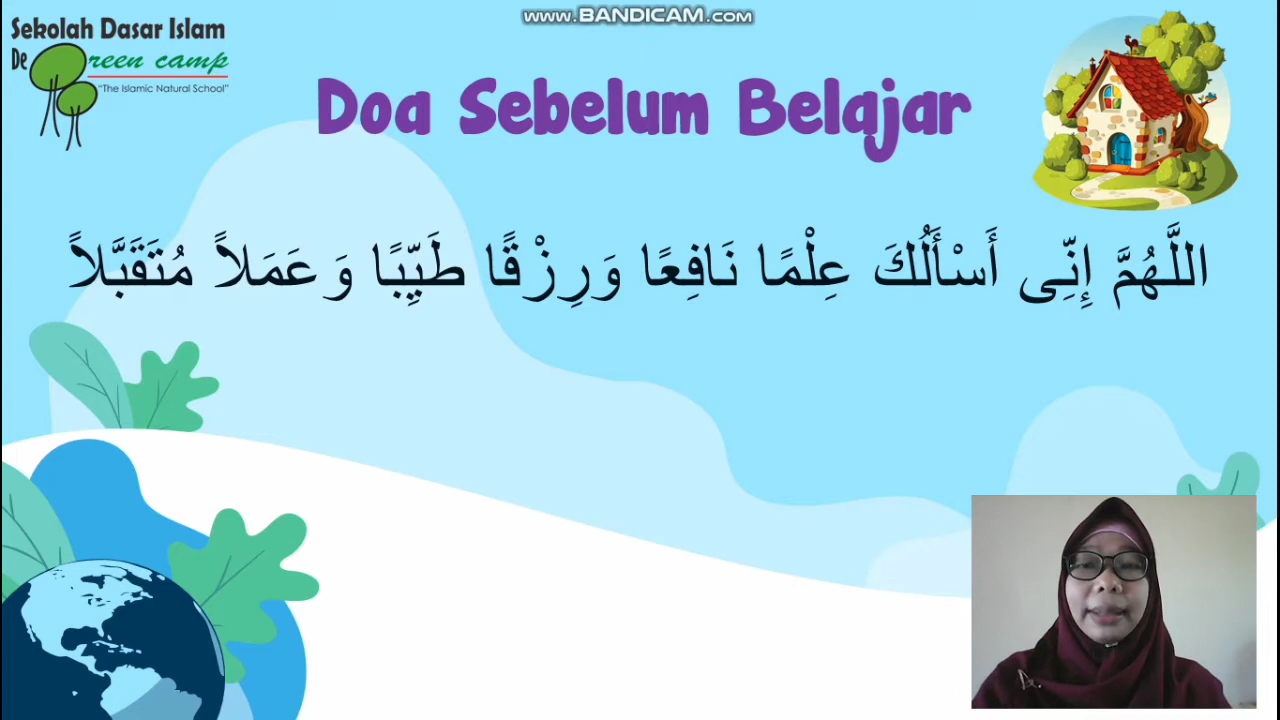 www.BANDICAM.com
Sekolah Dasar Islam
De Green camp
"The Islamic Natural School"
Doa Sebelum Belajar
اللَّهُمَّ إِنِّى أَسْأَلُكَ عِلْمًا نَافِعًا وَرِزْقًا طَيِّبًا وَعَمَلاً مُتَقَبَّلاً